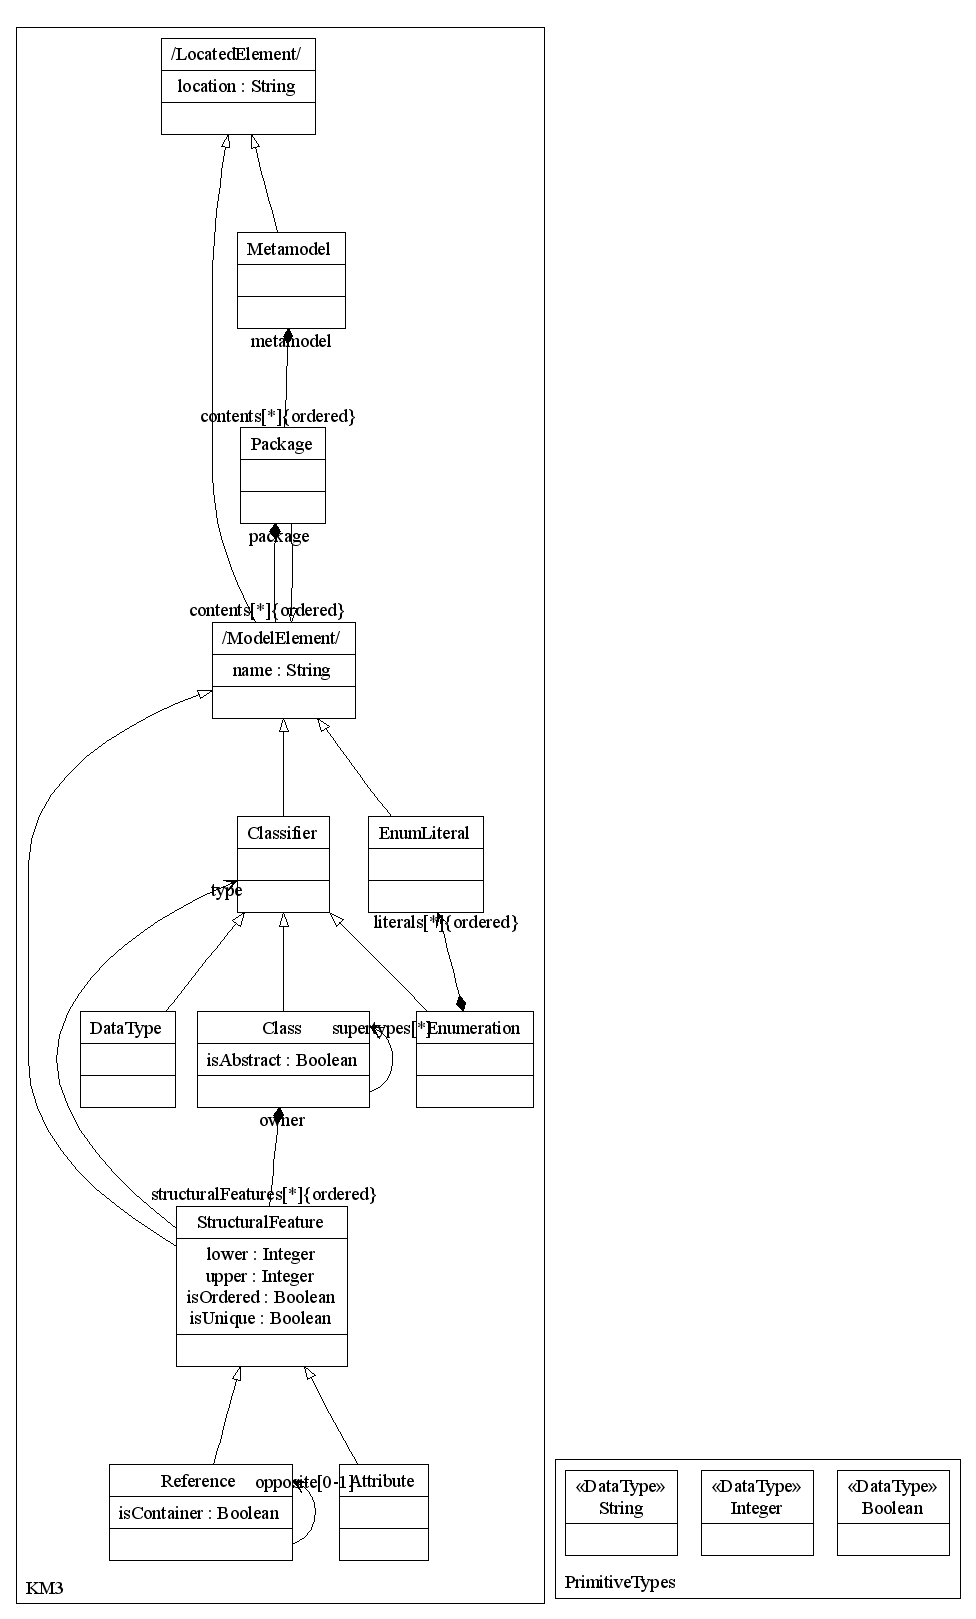 /LocatedElement/
location : String
Metamodel
metamodel
contents[*]{ordered}
Package
package
contents[*]{ordered}
/ModelElement/
name : String
Classifier
EnumLiteral
type
literals[*]{ordered}
DataType
Class
supertypes[*]
Enumeration
isAbstract : Boolean
owner
structuralFeatures[*]{ordered}
StructuralFeature
lower : Integer
upper : Integer
isOrdered : Boolean
isUnique : Boolean
Reference
opposite[0-1]
Attribute
isContainer : Boolean
KM3
«DataType»
String
«DataType»
Integer
«DataType»
Boolean
PrimitiveTypes